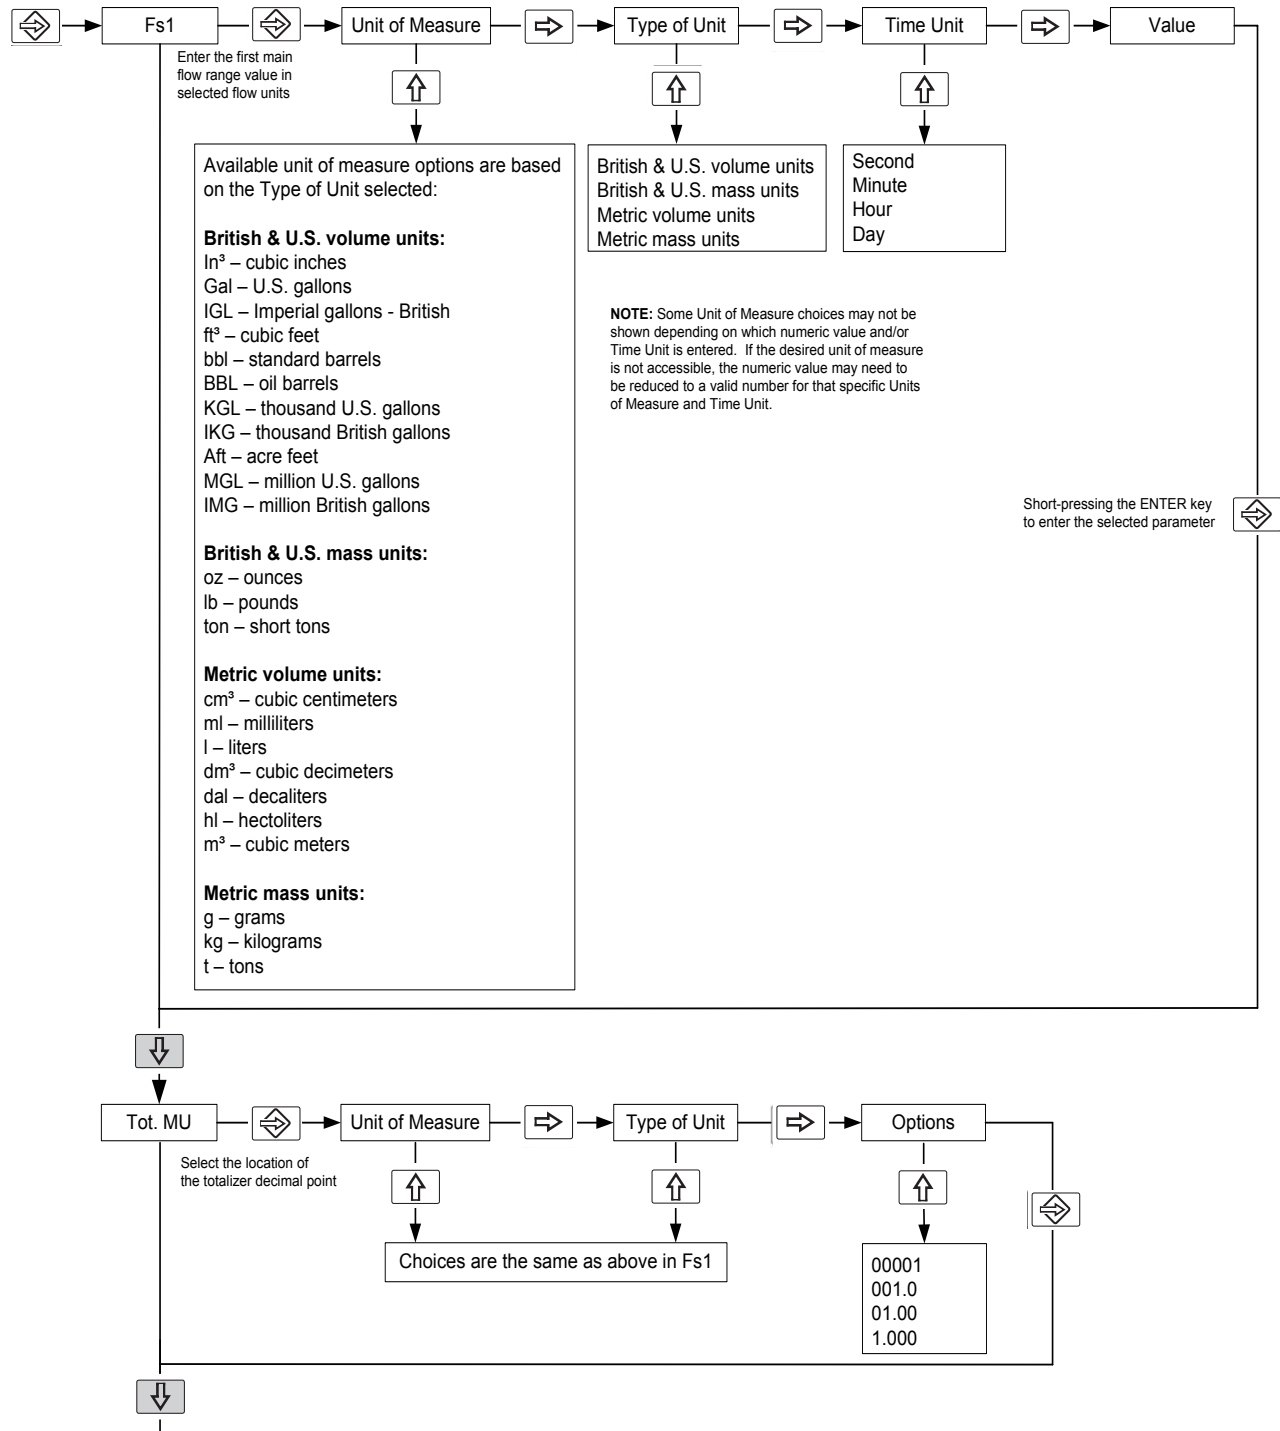 Fs1
Unit of Measure
Type of Unit
Time Unit
Value
Enter the first main
flow range value in
selected flow units
Available unit of measure options are based
on the Type of Unit selected:
British & U.S. volume units:
In³ – cubic inches
Gal – U.S. gallons
IGL – Imperial gallons - British
ft³ – cubic feet
bbl – standard barrels
BBL – oil barrels
KGL – thousand U.S. gallons
IKG – thousand British gallons
Aft – acre feet
MGL – million U.S. gallons
IMG – million British gallons
British & U.S. mass units:
oz – ounces
lb – pounds
ton – short tons
Metric volume units:
cm³ – cubic centimeters
ml – milliliters
l – liters
dm³ – cubic decimeters
dal – decaliters
hl – hectoliters
m³ – cubic meters
Metric mass units:
g – grams
kg – kilograms
t – tons
British & U.S. volume units
British & U.S. mass units
Metric volume units
Metric mass units
Second
Minute
Hour
Day
NOTE: Some Unit of Measure choices may not be
shown depending on which numeric value and/or
Time Unit is entered.  If the desired unit of measure
is not accessible, the numeric value may need to
be reduced to a valid number for that specific Units
of Measure and Time Unit.
Short-pressing the ENTER key
to enter the selected parameter
Tot. MU
Unit of Measure
Type of Unit
Options
Select the location of
the totalizer decimal point
Choices are the same as above in Fs1
00001
001.0
01.00
1.000